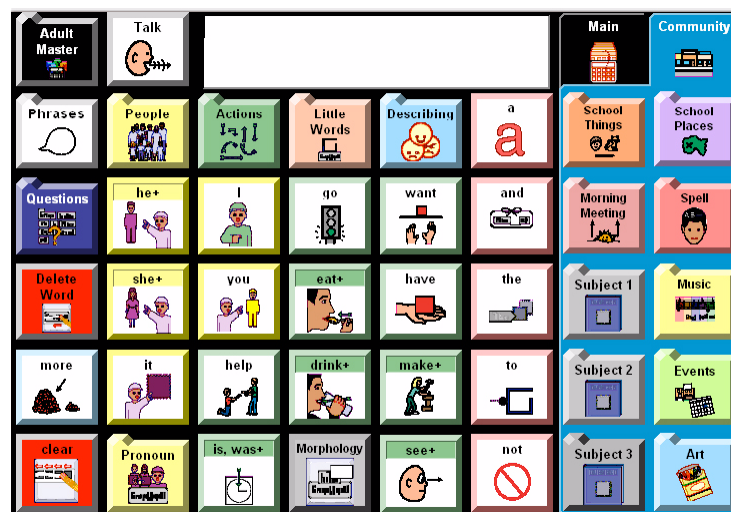 Adult
Master
Talk
Main
Community
Phrases
People
Actions
Little
Words
Describing
a
a
School
Things
School
Places
Questions
he+
I
go
want
and
Morning
Meeting
Spell
Delete
Word
she+
you
eat+
have
the
Subject 1
Music
more
it
help
drink+
make+
to
Subject 2
Events
clear
Pronoun
is, was+
Morphology
see+
not
Subject 3
Art